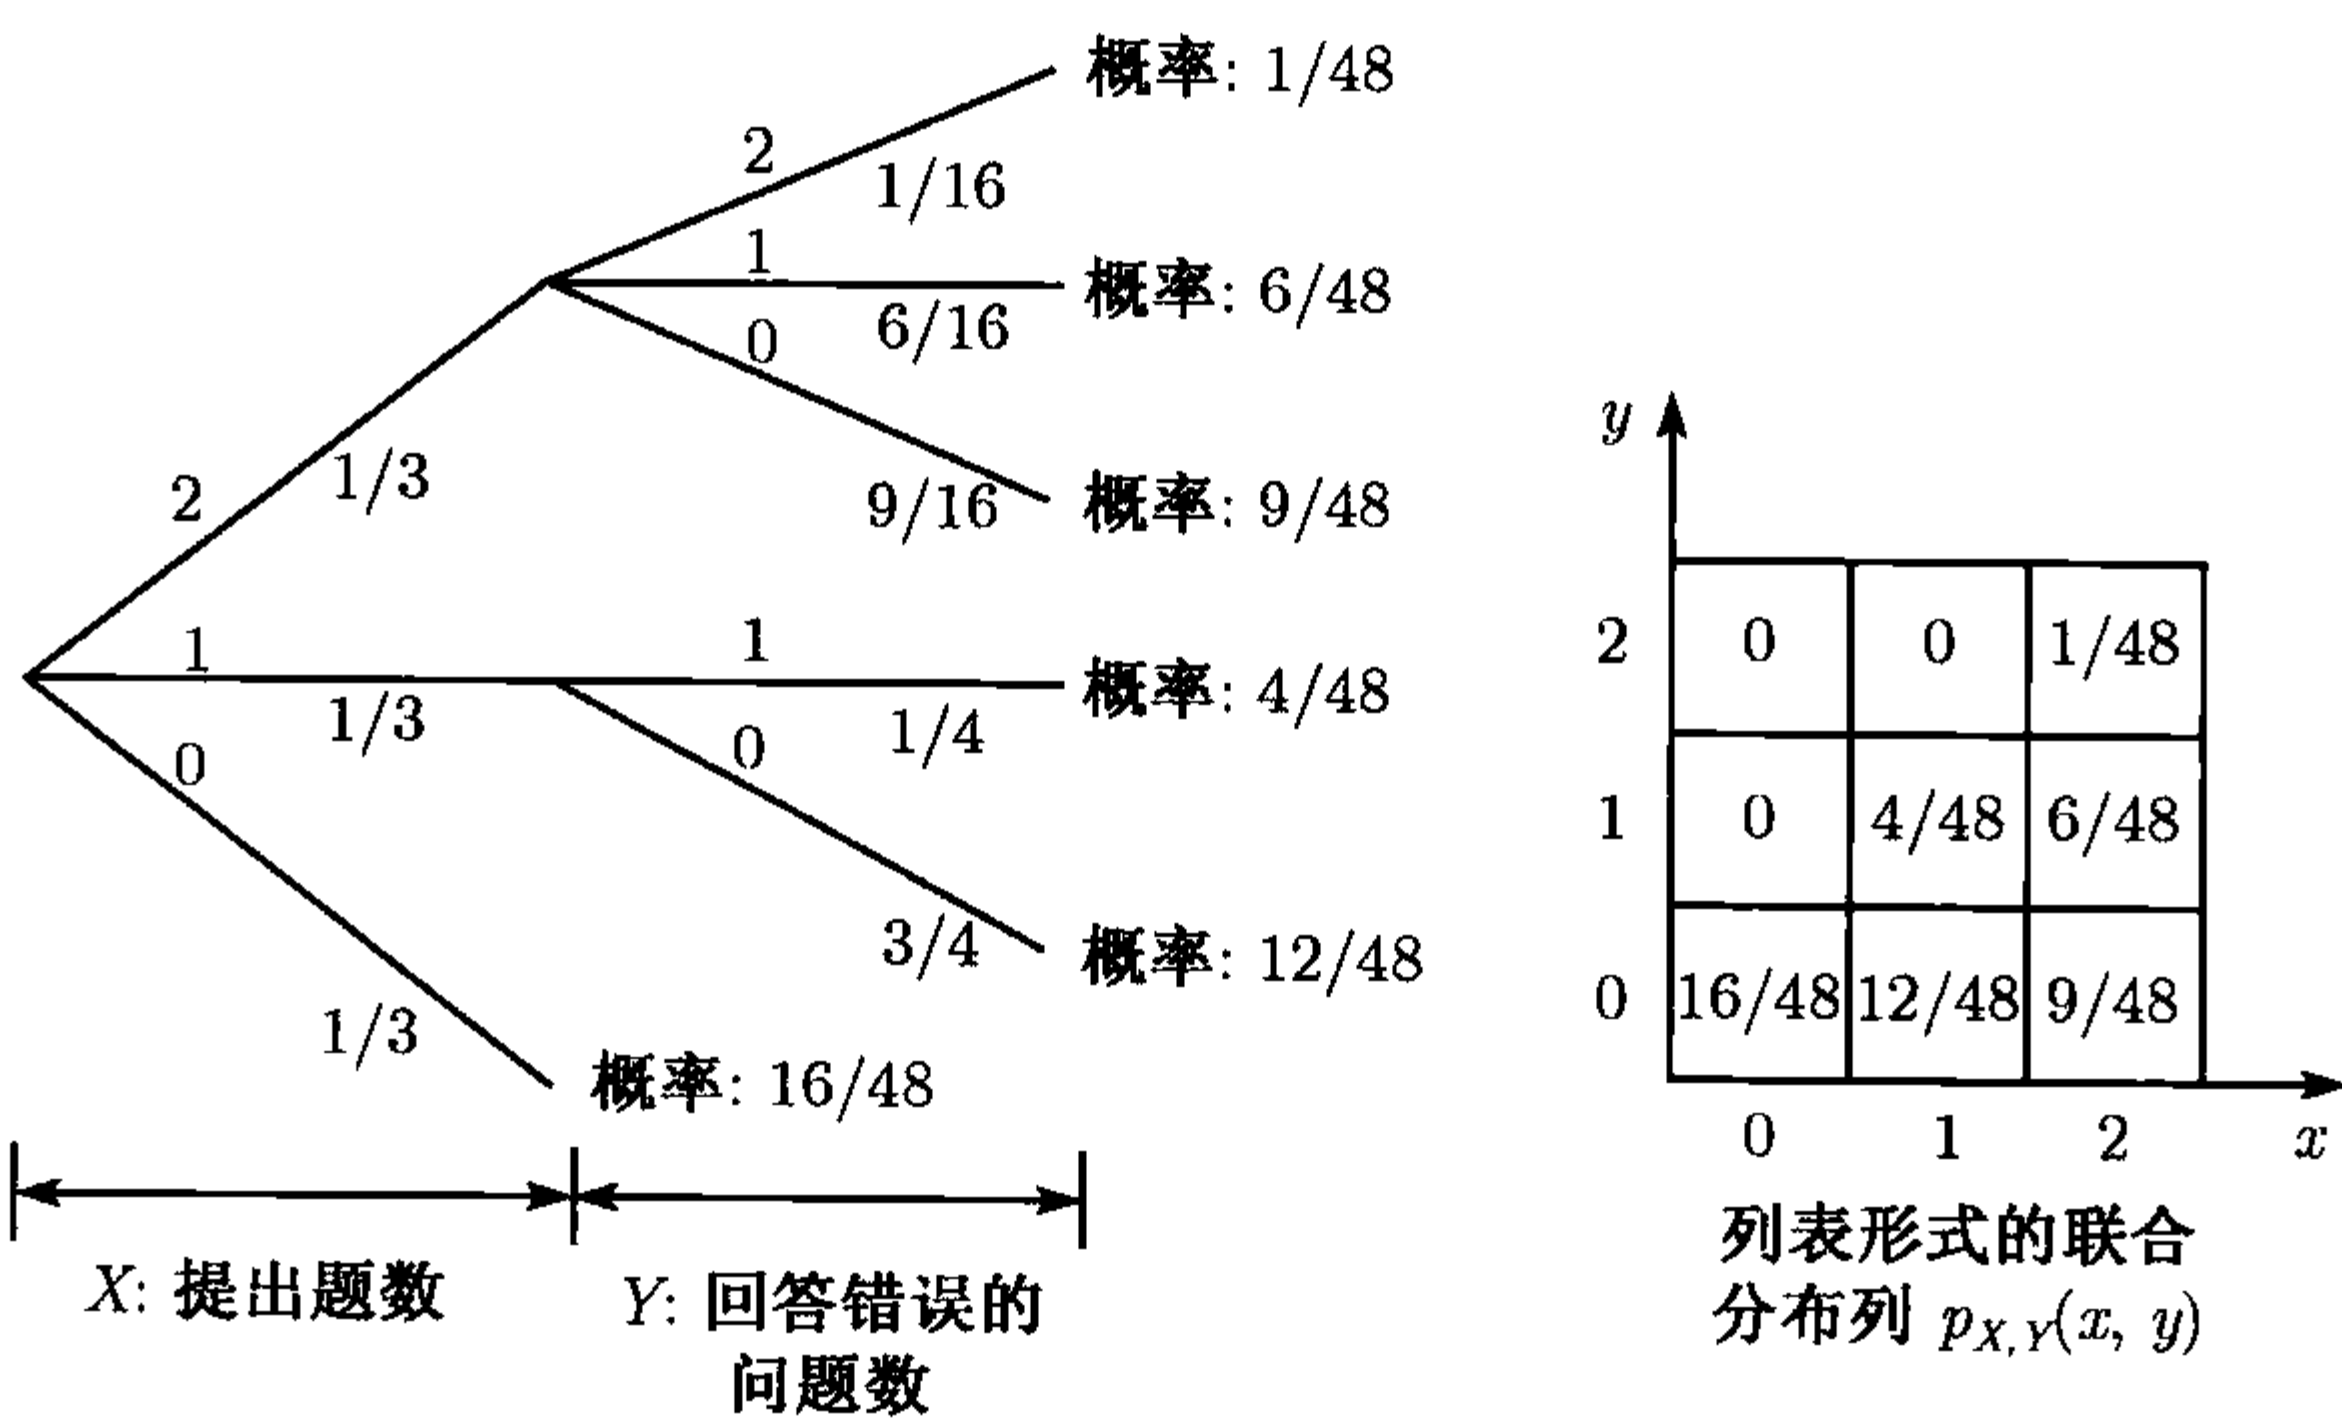 概率: 1/48
2
1/16
1
概率: 6/48
6/16
0
2
1/3
9/16
概率: 9/48
1
1
概率: 4/48
1/3
1/4
0
0
3/4
概率: 12/48
1/3
概率: 16/48
X: 提出题数
Y: 回答错误的
问题数
y
2
0
0
1/48
1
0
4/48
6/48
0
16/48
12/48
9/48
0
1
2
x
列表形式的联合
分布列 pX,Y(x, y)